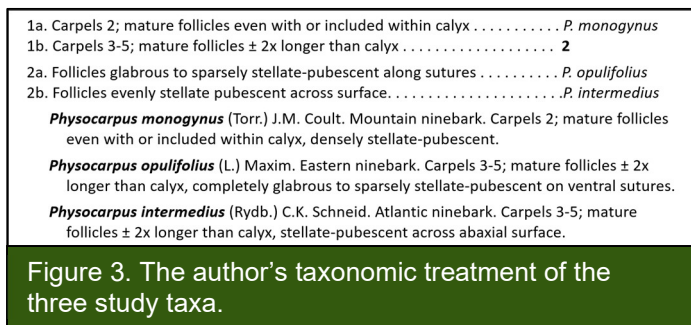 1a. Carpels 2; mature follicles even with or included within calyx . . . . . . . . . . . P. monogynus
1b. Carpels 3-5; mature follicles ± 2x longer than calyx . . . . . . . . . . . . . . . . . . . 2
2a. Follicles glabrous to sparsely stellate-pubescent along sutures . . . . . . . . . . P. opulifolius
2b. Follicles evenly stellate pubescent across surface. . . . . . . . . . . . . . . . . . . . . .P. intermedius
Physocarpus monogynus (Torr.) J.M. Coult. Mountain ninebark. Carpels 2; mature follicles
even with or included within calyx, densely stellate-pubescent.
Physocarpus opulifolius (L.) Maxim. Eastern ninebark. Carpels 3-5; mature follicles ± 2x
longer than calyx, completely glabrous to sparsely stellate-pubescent on ventral sutures.
Physocarpus intermedius (Rydb.) C.K. Schneid. Atlantic ninebark. Carpels 3-5; mature
follicles ± 2x longer than calyx, stellate-pubescent across abaxial surface.
Figure 3. The author’s taxonomic treatment of the
three study taxa.